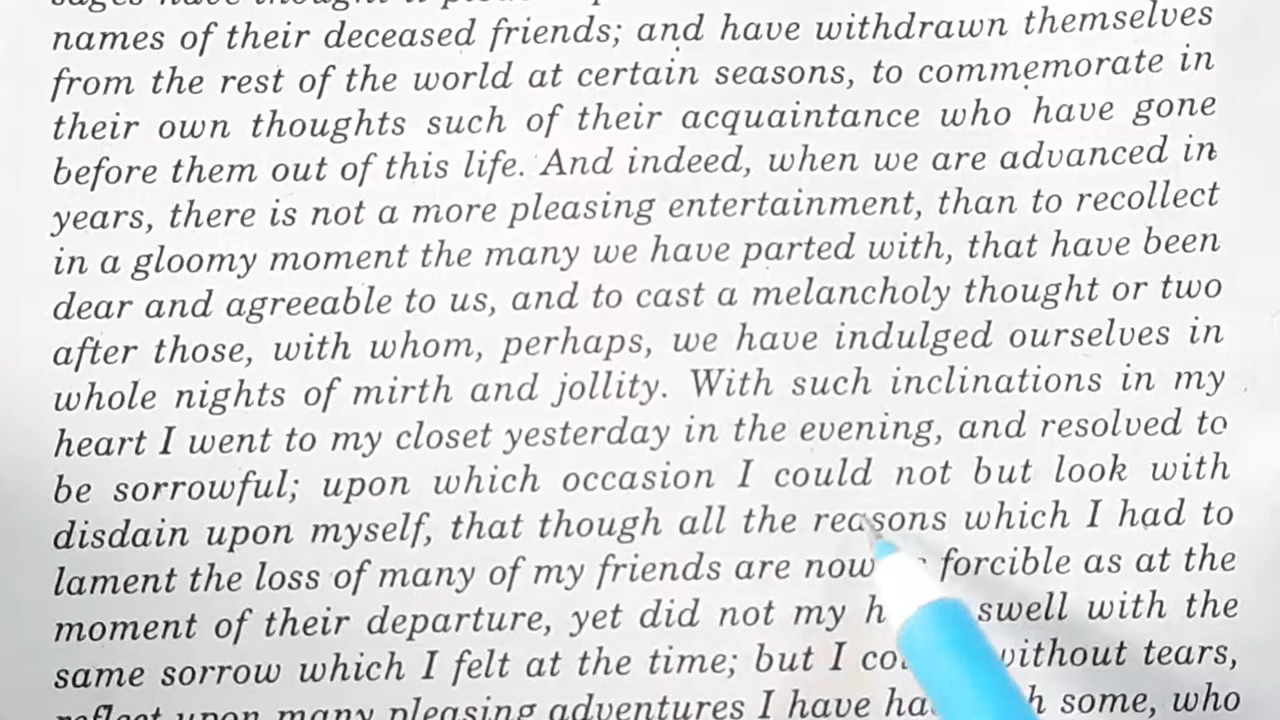 names of their deceased friends; and have withdrawn themselves
from the rest of the world at certain seasons, to commemorate in
their own thoughts such of their acquaintance who have gone
before them out of this life. And indeed, when we are advanced in
years, there is not a more pleasing entertainment, than to recollect
in a gloomy moment the many we have parted with, that have been
dear and agreeable to us, and to cast a melancholy thought or two
after those, with whom, perhaps, we have indulged ourselves in
whole nights of mirth and jollity. With such inclinations in my
heart I went to my closet yesterday in the evening, and resolved to
be sorrowful; upon which occasion I could not but look with
disdain upon myself, that though all the reasons which I had to
lament the loss of many of my friends are now forcible as at the
moment of their departure, yet did not my swell with the
same sorrow which I felt at the time; but I without tears,
reflect upon many pleasing adventures I have some, who